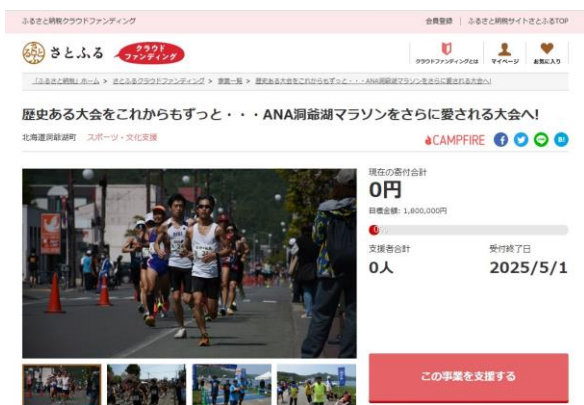 ふるさと納税クラウドファンディング
会員登録 | ふるさと納税サイトさとふるTOP
さとふる クラウド
ファンディング
クラウドファンディングとは マイページ お気に入り
「ふるさと納税」ホーム > さとふるクラウドファンディング > 事業一覧 > 歴史ある大会をこれからもずっと・・・ANA洞爺湖マラソンをさらに愛される大会へ!
歴史ある大会をこれからもずっと・・・ANA洞爺湖マラソンをさらに愛される大会へ!
北海道洞爺湖町 スポーツ・文化支援
CAMPFIRE
現在の寄付合計
0円
目標金額: 1,800,000円
支援者合計 受付終了日
0人 2025/5/1
この事業を支援する